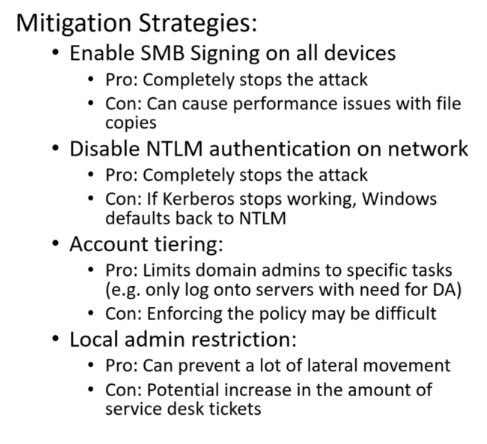 Mitigation Strategies:
• Enable SMB Signing on all devices
• Pro: Completely stops the attack
• Con: Can cause performance issues with file
copies
• Disable NTLM authentication on network
• Pro: Completely stops the attack
• Con: If Kerberos stops working, Windows
defaults back to NTLM
• Account tiering:
• Pro: Limits domain admins to specific tasks
(e.g. only log onto servers with need for DA)
• Con: Enforcing the policy may be difficult
• Local admin restriction:
• Pro: Can prevent a lot of lateral movement
• Con: Potential increase in the amount of
service desk tickets